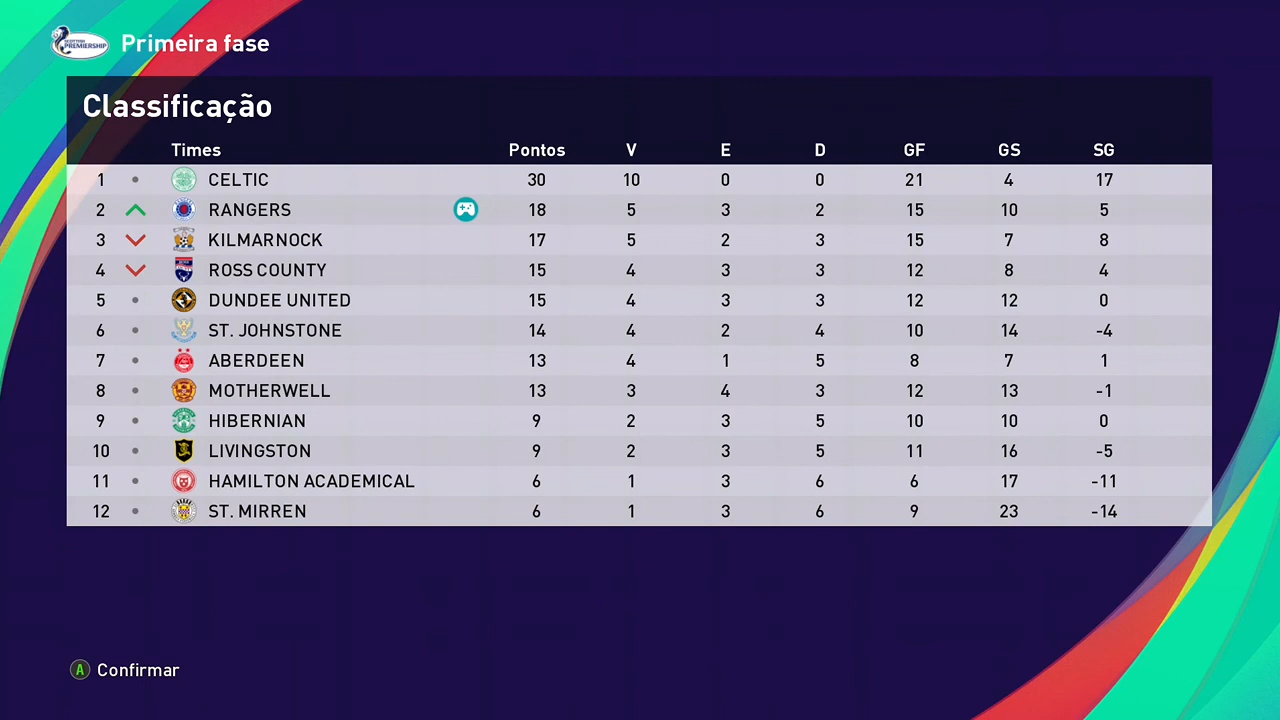 SCOTTISH PREMIERSHIP Primeira fase
Classificação
Times Pontos V E D GF GS SG
1 CELTIC 30 10 0 0 21 4 17
2 RANGERS 18 5 3 2 15 10 5
3 KILMARNOCK 17 5 2 3 15 7 8
4 ROSS COUNTY 15 4 3 3 12 8 4
5 DUNDEE UNITED 15 4 3 3 12 12 0
6 ST. JOHNSTONE 14 4 2 4 10 14 -4
7 ABERDEEN 13 4 1 5 8 7 1
8 MOTHERWELL 13 3 4 3 12 13 -1
9 HIBERNIAN 9 2 3 5 10 10 0
10 LIVINGSTON 9 2 3 5 11 16 -5
11 HAMILTON ACADEMICAL 6 1 3 6 6 17 -11
12 ST. MIRREN 6 1 3 6 9 23 -14
A Confirmar